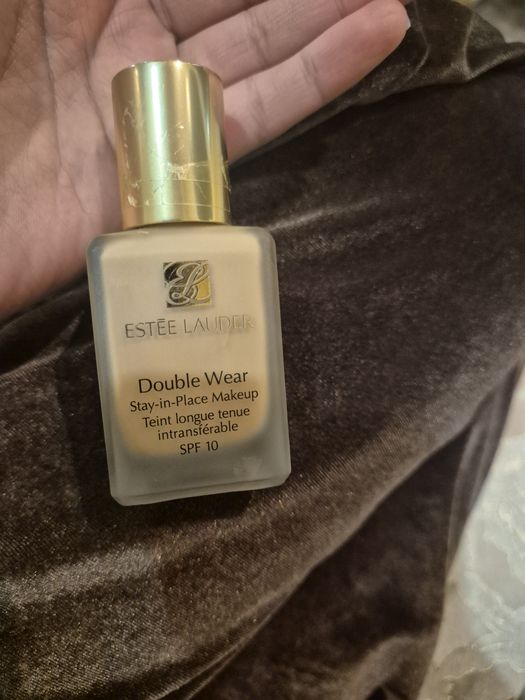 ESTĒE LAUDER
Double Wear
Stay-in-Place Makeup
Teint longue tenue
intransférable
SPF 10